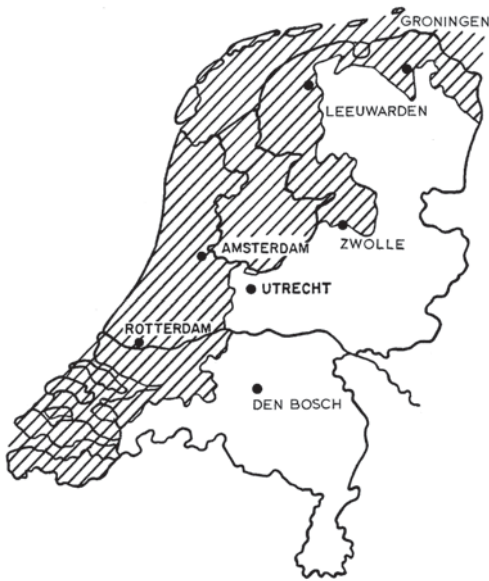 GRONINGEN
LEEUWARDEN
ZWOLLE
AMSTERDAM
UTRECHT
ROTTERDAM
DEN BOSCH